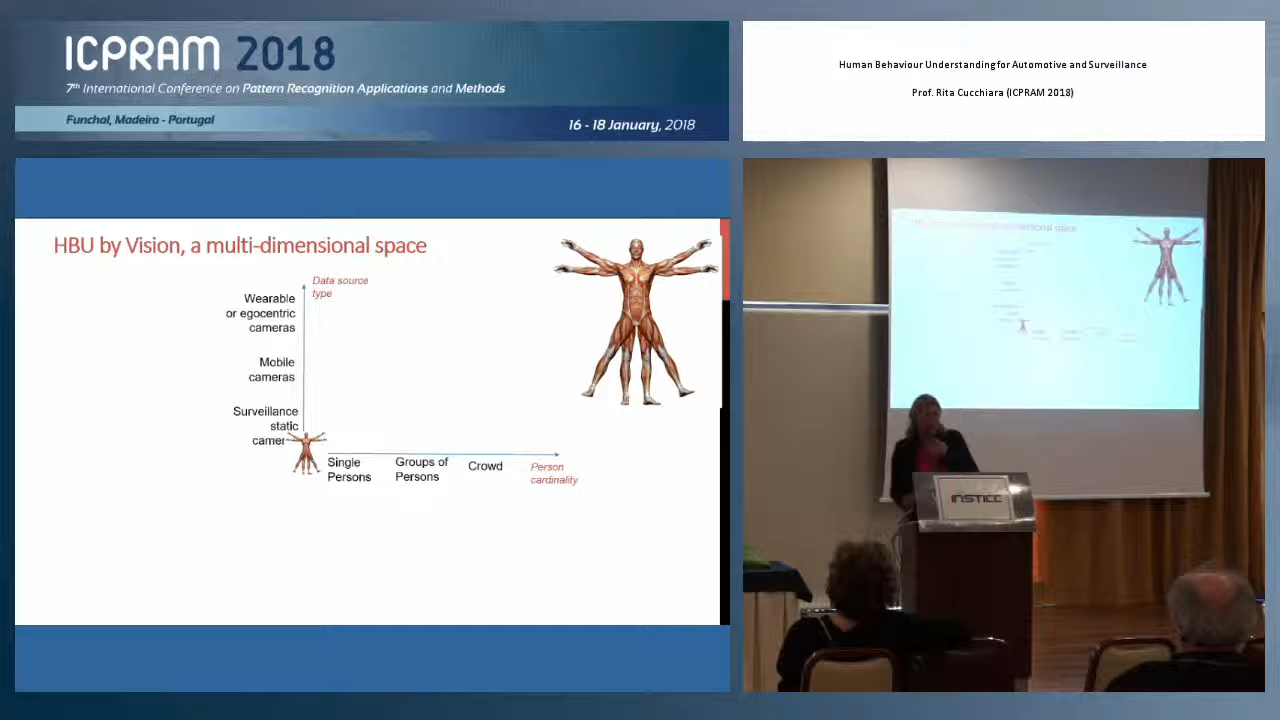 ICPRAM 2018
7th International Conference on Pattern Recognition Applications and Methods
Funchal, Madeira - Portugal
16 - 18 January, 2018
Human Behaviour Understanding for Automotive and Surveillance
Prof. Rita Cucchiara (ICPRAM 2018)
HBU by Vision, a multi-dimensional space
Data source
type
Wearable
or egocentric
cameras
Mobile
cameras
Surveillance
static
camer
Single
Persons
Groups of
Persons
Crowd
Person
cardinality
INSTICC